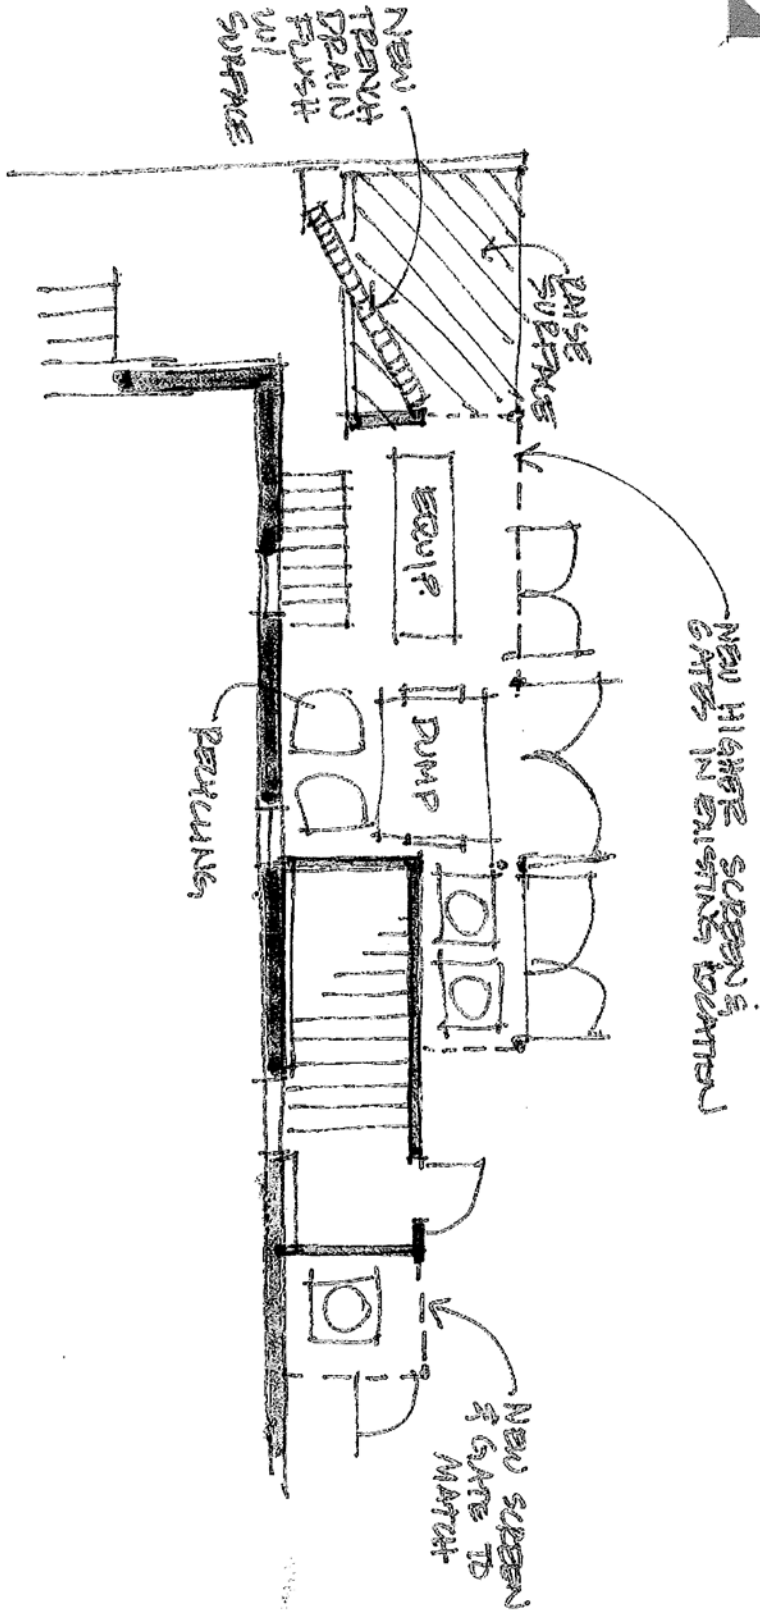 NEW
TRENCH
DRAIN
FLUSH
W/
SURFACE
RAISE
SURFACE
NEW HIGHER SCREEN &
GATES IN EXISTING LOCATION
EQUIP.
DUMP
RECYCLING
NEW SCREEN
& GATE TO
MATCH